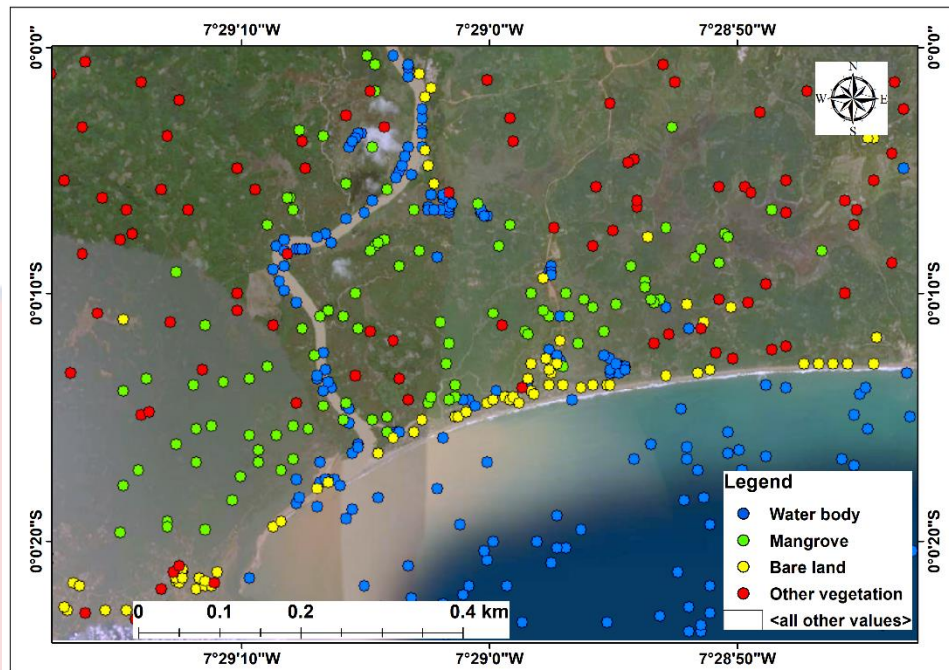 7°29'10"W 7°29'0"W 7°28'50"W
0°0'0" 0°0'0"
N
W E
S
0°0'10"S 0°0'10"S
Legend
Water body
Mangrove
0°0'20"S 0°0'20"S
Bare land
Other vegetation
<all other values>
0 0.1 0.2 0.4 km
7°29'10"W 7°29'0"W 7°28'50"W